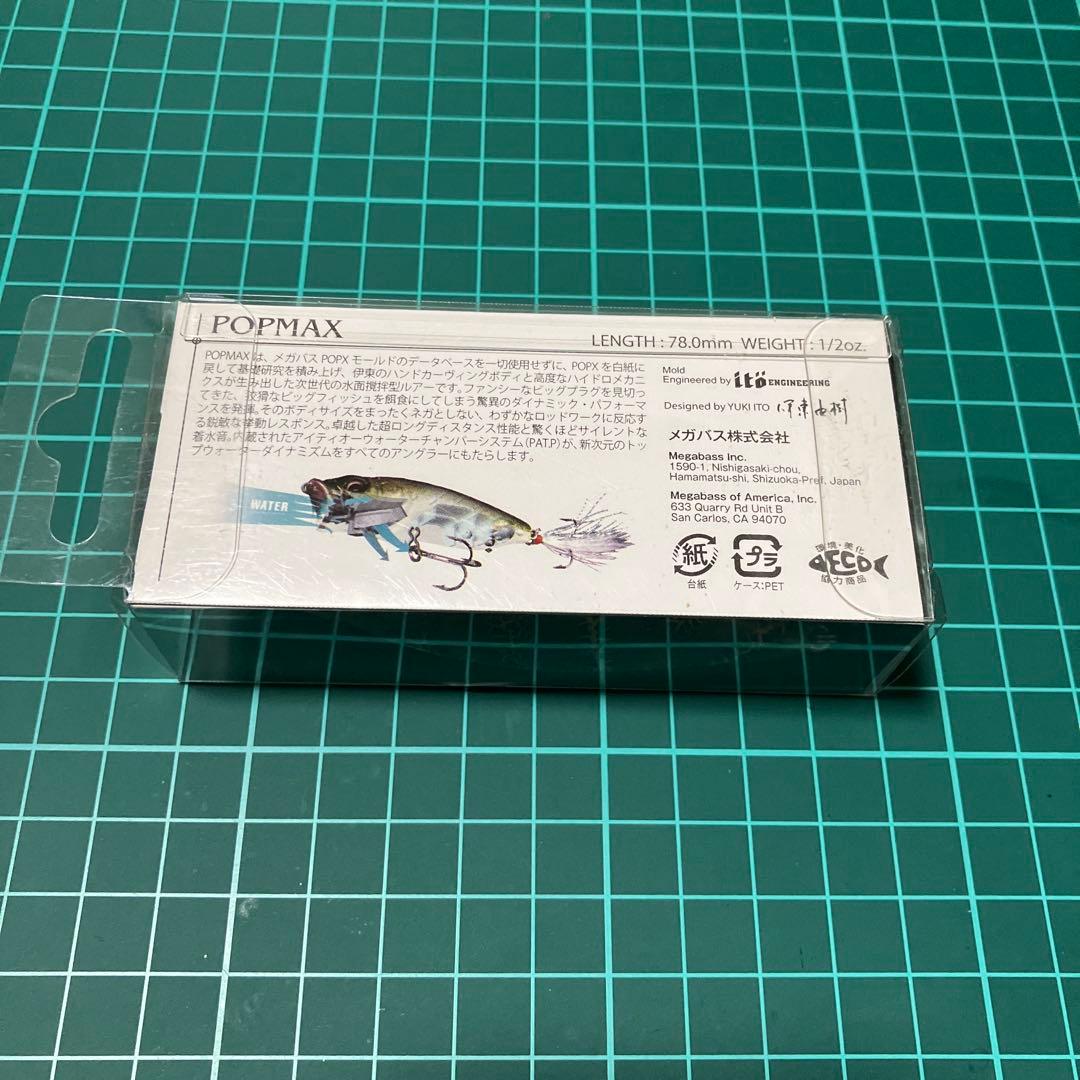 POPMAX
LENGTH : 78.0mm WEIGHT : 1/2oz.
POPMAX は、メガバス POPX モールドのデータベースを一切使用せずに、POPX を白紙に
戻して基礎研究を積み上げ、伊東のハンドカーヴィングボディと高度なハイドロメカニ
クスが生み出した次世代の水面撹拌型ルアーです。ファンシーなビッグプラグを見切っ
てきた、狡猾なビッグフィッシュを餌食にしてしまう驚異のダイナミック・パフォーマ
ンスを発揮。そのボディサイズをまったくネガとしない、わずかなロッドワークに反応す
る鋭敏な挙動レスポンス。卓越した超ロングディスタンス性能と驚くほどサイレントな
着水音。内蔵されたアイティオーウォーターチャンバーシステム(PAT.P)が、新次元のトッ
プウォーターダイナミズムをすべてのアングラーにもたらします。
WATER
Mold
Engineered by itö ENGINEERING
Designed by YUKI ITO 伊東由樹
メガバス株式会社
Megabass Inc.
1590-1, Nishigasaki-chou,
Hamamatsu-shi, Shizuoka-Pref, Japan
Megabass of America, Inc.
633 Quarry Rd Unit B
San Carlos, CA 94070
紙
台紙
プラ
ケース:PET
環境・美化
ECO
協力商品